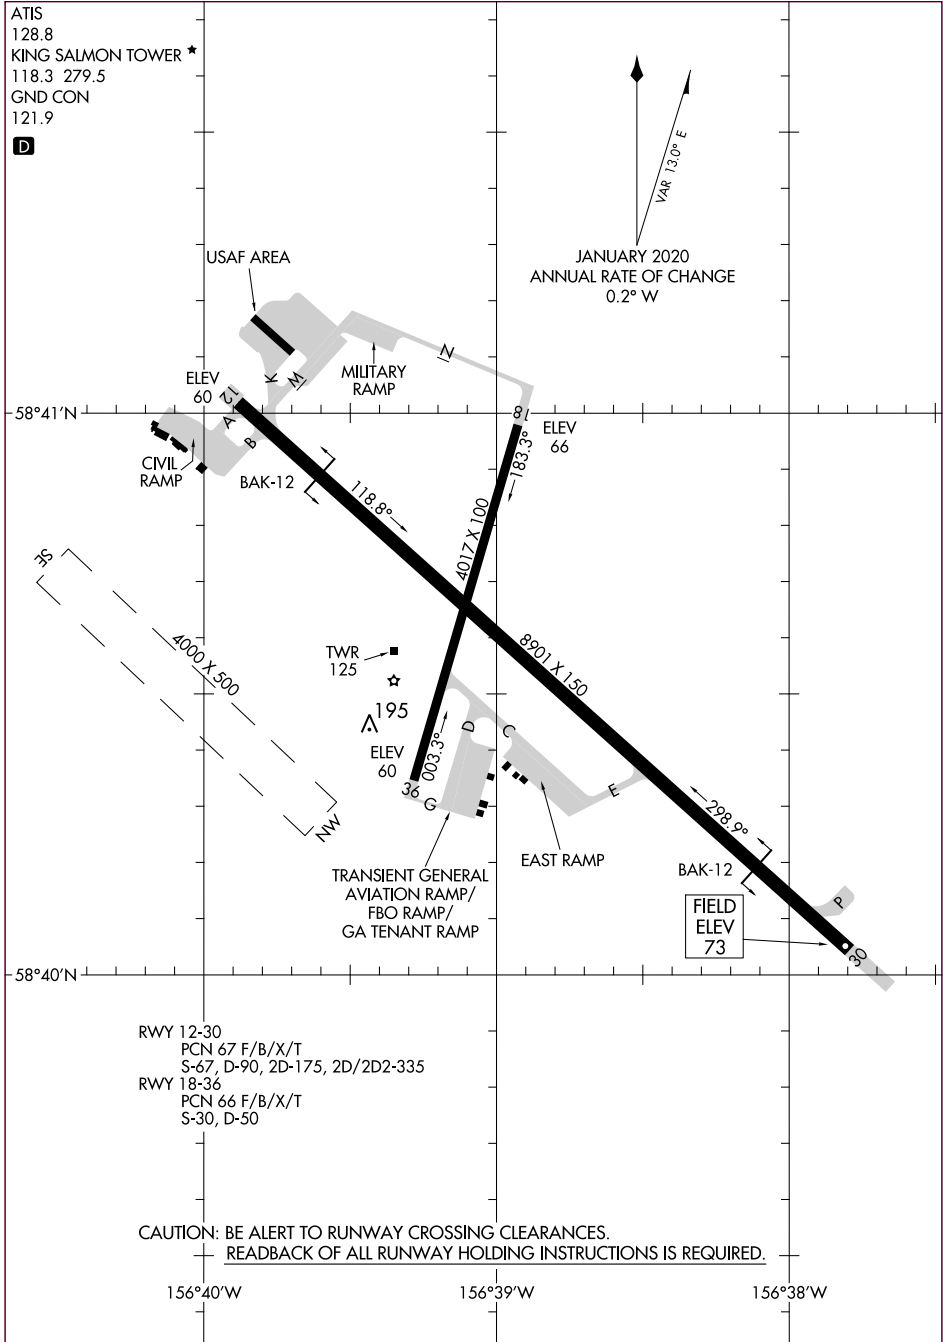 ATIS
128.8
KING SALMON TOWER
118.3 279.5
GND CON
121.9
D
VAR 13.0° E
JANUARY 2020
ANNUAL RATE OF CHANGE
0.2° W
USAF AREA
MILITARY
RAMP
N
K
M
ELEV
60
12
58°41'N
A
B
CIVIL
RAMP
18
ELEV
66
183.3°
BAK-12
118.8°
4017 X 100
SE
4000 X 500
NW
8901 X 150
TWR
125
195
ELEV
60
003.3°
36
D
C
G
E
EAST RAMP
TRANSIENT GENERAL
AVIATION RAMP/
FBO RAMP/
GA TENANT RAMP
298.9°
BAK-12
P
FIELD
ELEV
73
30
58°40'N
RWY 12-30
PCN 67 F/B/X/T
S-67, D-90, 2D-175, 2D/2D2-335
RWY 18-36
PCN 66 F/B/X/T
S-30, D-50
CAUTION: BE ALERT TO RUNWAY CROSSING CLEARANCES.
READBACK OF ALL RUNWAY HOLDING INSTRUCTIONS IS REQUIRED.
156°40'W
156°39'W
156°38'W